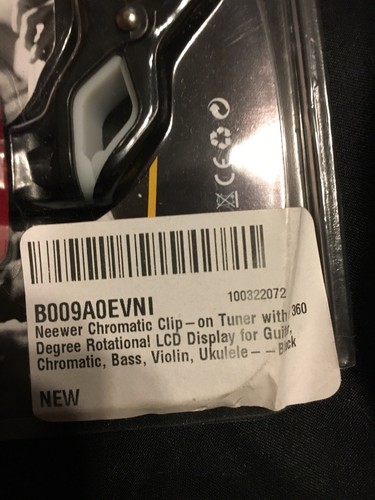 B009A0EVNI 100322072
Neewer Chromatic Clip-on Tuner with 360
Degree Rotational LCD Display for Guitar,
Chromatic, Bass, Violin, Ukulele-- Black
NEW
CE